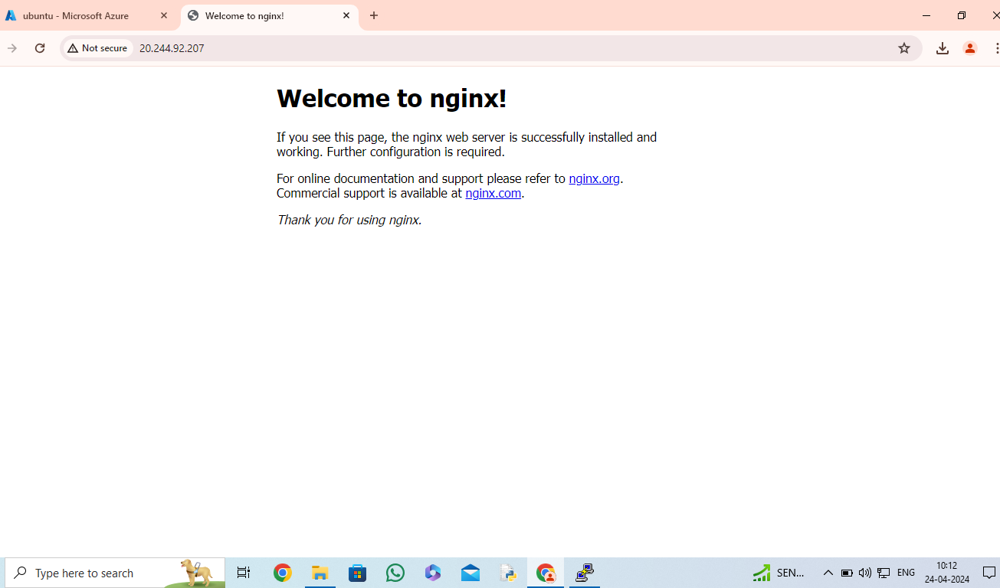 ubuntu - Microsoft Azure
Welcome to nginx!
Not secure
20.244.92.207
Welcome to nginx!
If you see this page, the nginx web server is successfully installed and
working. Further configuration is required.
For online documentation and support please refer to nginx.org.
Commercial support is available at nginx.com.
Thank you for using nginx.
Type here to search
SEN...
ENG
10:12
24-04-2024